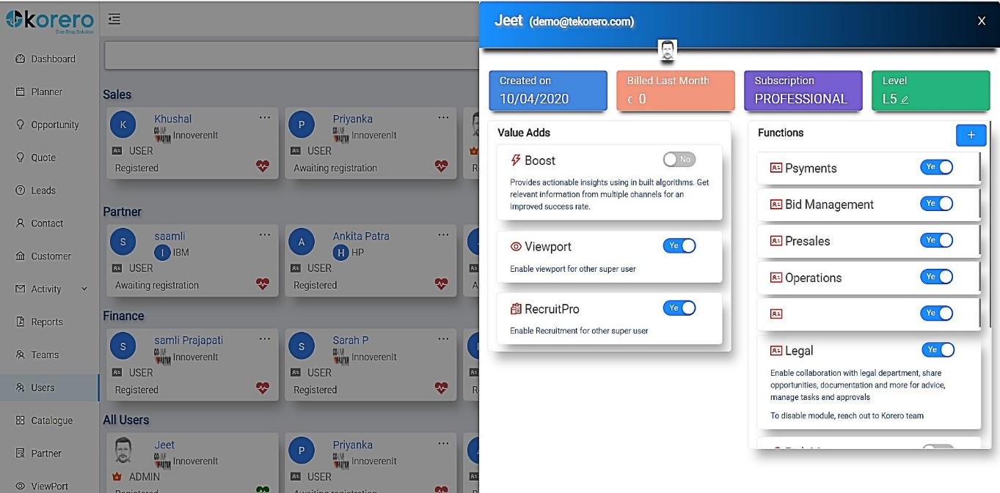 korero
One Stop Solution
Dashboard
Planner
Opportunity
Quote
Leads
Contact
Customer
Activity
Reports
Teams
Users
Catalogue
Partner
ViewPort
Sales
K
Khushal
...
InnoverenIt
USER
Registered
P
Priyanka
...
InnoverenIt
USER
Awaiting registration
R
Partner
S
saamli
...
I IBM
USER
Awaiting registration
A
Ankita Patra
...
H HP
USER
Registered
A
Finance
S
samli Prajapati
...
InnoverenIt
USER
Registered
S
Sarah P
...
InnoverenIt
USER
Registered
R
All Users
Jeet
InnoverenIt
ADMIN
Registered
P
Priyanka
...
InnoverenIt
USER
Awaiting registration
Jeet (demo@tekorero.com)
X
Created on
10/04/2020
Billed Last Month
€ 0
Subscription
PROFESSIONAL
Level
L5
Value Adds
Boost
No
Provides actionable insights using in built algorithms. Get
relevant information from multiple channels for an
improved success rate.
Viewport
Ye
Enable viewport for other super user
RecruitPro
Ye
Enable Recruitment for other super user
Functions
+
Psyments
Ye
Bid Management
Ye
Presales
Ye
Operations
Ye
Ye
Legal
Ye
Enable collaboration with legal department, share
opportunities, documentation and more for advice,
manage tasks and approvals
To disable module, reach out to Korero team